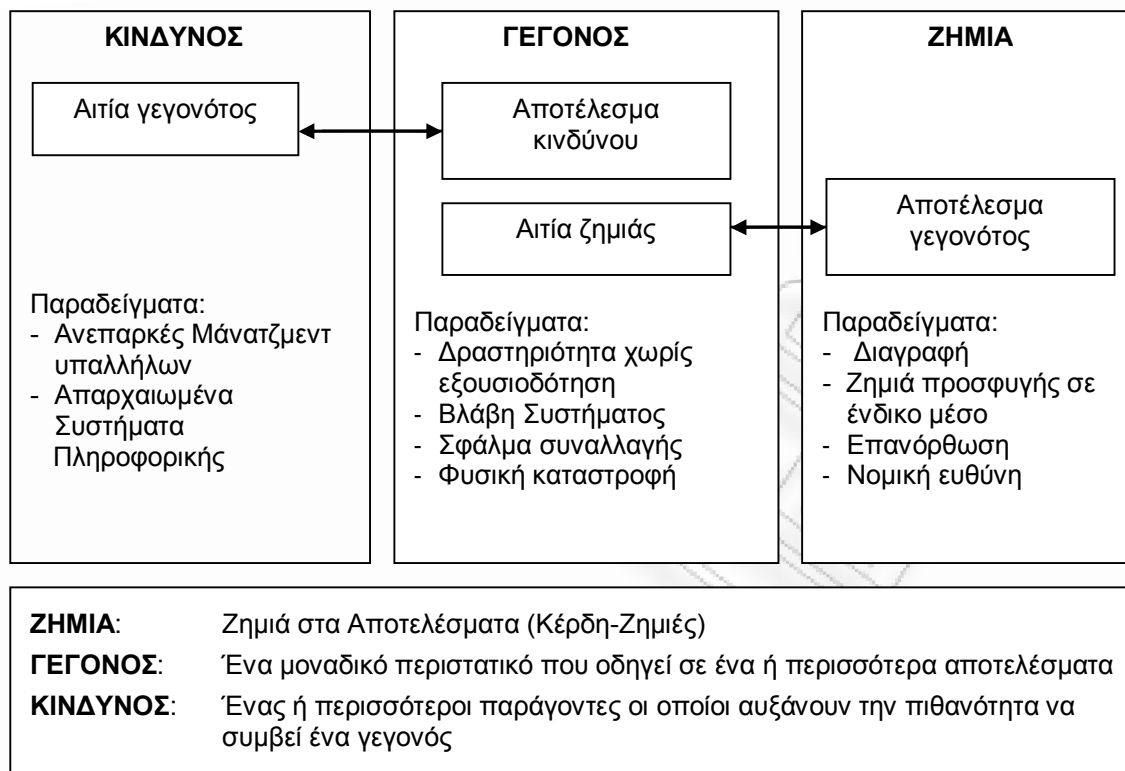 ΚΙΝΔΥΝΟΣ
Αιτία γεγονότος
Παραδείγματα:
- Ανεπαρκές Μάνατζμεντ
υπαλλήλων
- Απαρχαιωμένα
Συστήματα
Πληροφορικής
ΓΕΓΟΝΟΣ
Αποτέλεσμα
κινδύνου
Αιτία ζημιάς
Παραδείγματα:
- Δραστηριότητα χωρίς
εξουσιοδότηση
- Βλάβη Συστήματος
- Σφάλμα συναλλαγής
- Φυσική καταστροφή
ΖΗΜΙΑ
Αποτέλεσμα
γεγονότος
Παραδείγματα:
- Διαγραφή
- Ζημιά προσφυγής σε
ένδικο μέσο
- Επανόρθωση
- Νομική ευθύνη
ΖΗΜΙΑ: Ζημιά στα Αποτελέσματα (Κέρδη-Ζημιές)
ΓΕΓΟΝΟΣ: Ένα μοναδικό περιστατικό που οδηγεί σε ένα ή περισσότερα αποτελέσματα
ΚΙΝΔΥΝΟΣ: Ένας ή περισσότεροι παράγοντες οι οποίοι αυξάνουν την πιθανότητα να
συμβεί ένα γεγονός